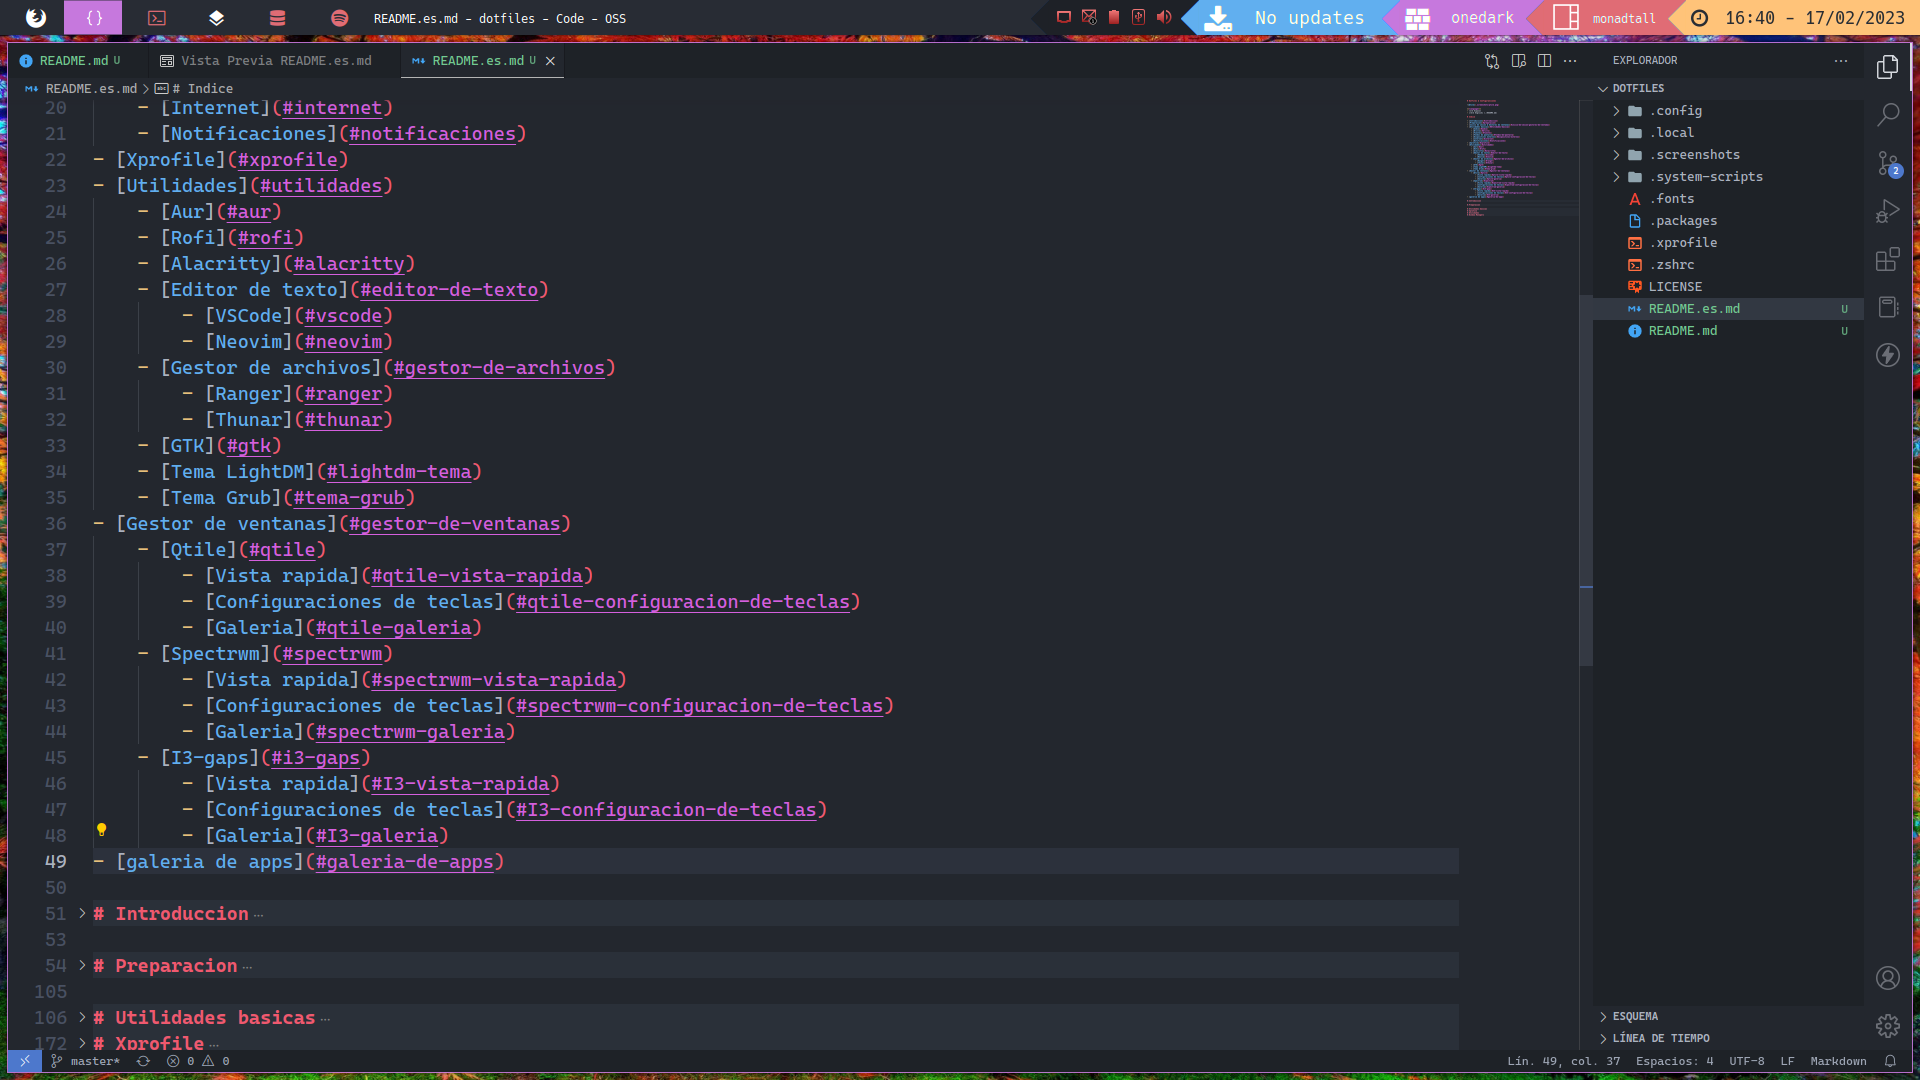 README.es.md - dotfiles - Code - OSS
No updates
onedark
monadtall
16:40 - 17/02/2023
README.md U
Vista Previa README.es.md
README.es.md U
EXPLORADOR
README.es.md > # Indice
DOTFILES
20 - [Internet](#internet)
21 - [Notificaciones](#notificaciones)
22 - [Xprofile](#xprofile)
23 - [Utilidades](#utilidades)
24 - [Aur](#aur)
25 - [Rofi](#rofi)
26 - [Alacritty](#alacritty)
27 - [Editor de texto](#editor-de-texto)
28 - [VSCode](#vscode)
29 - [Neovim](#neovim)
30 - [Gestor de archivos](#gestor-de-archivos)
31 - [Ranger](#ranger)
32 - [Thunar](#thunar)
33 - [GTK](#gtk)
34 - [Tema LightDM](#lightdm-tema)
35 - [Tema Grub](#tema-grub)
36 - [Gestor de ventanas](#gestor-de-ventanas)
37 - [Qtile](#qtile)
38 - [Vista rapida](#qtile-vista-rapida)
39 - [Configuraciones de teclas](#qtile-configuracion-de-teclas)
40 - [Galeria](#qtile-galeria)
41 - [Spectrwm](#spectrwm)
42 - [Vista rapida](#spectrwm-vista-rapida)
43 - [Configuraciones de teclas](#spectrwm-configuracion-de-teclas)
44 - [Galeria](#spectrwm-galeria)
45 - [I3-gaps](#i3-gaps)
46 - [Vista rapida](#I3-vista-rapida)
47 - [Configuraciones de teclas](#I3-configuracion-de-teclas)
48 - [Galeria](#I3-galeria)
49 - [galeria de apps](#galeria-de-apps)
50
51 > # Introduccion ...
53
54 > # Preparacion ...
105
106 > # Utilidades basicas ...
172 > # Xprofile ...
.config
.local
.screenshots
.system-scripts
.fonts
.packages
.xprofile
.zshrc
LICENSE
README.es.md U
README.md U
2
ESQUEMA
LÍNEA DE TIEMPO
master*
0
0
Lín. 49, col. 37
Espacios: 4
UTF-8
LF
Markdown